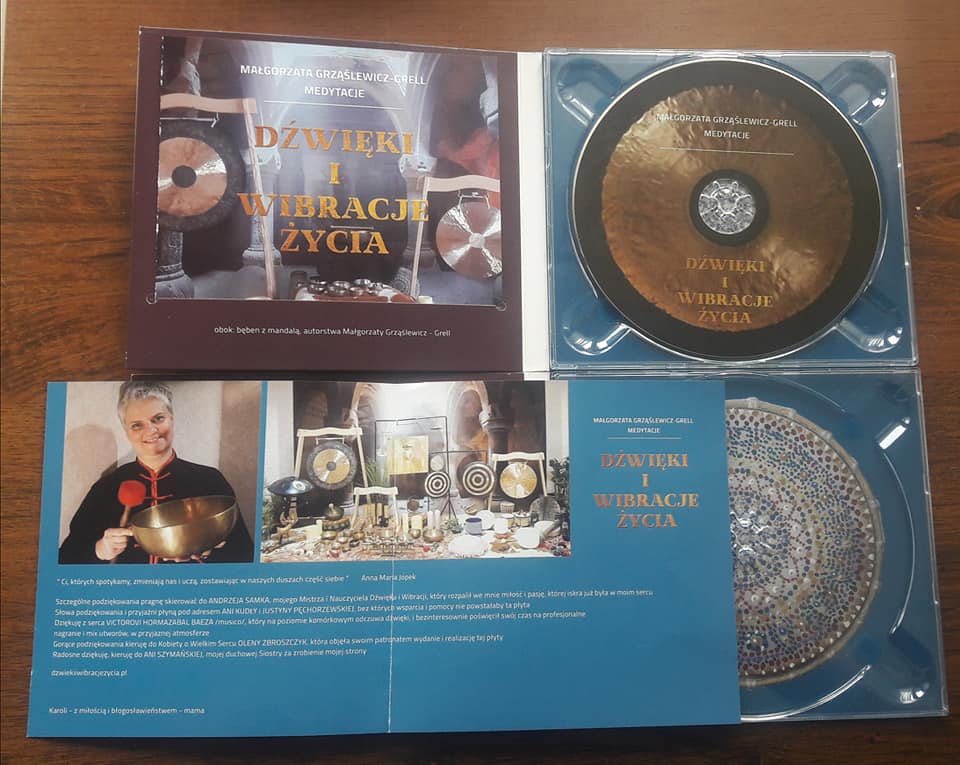 MAŁGORZATA GRZĄŚLEWICZ-GRELL
MEDYTACJE
DŹWIĘKI
I
WIBRACJE
ŻYCIA
obok: bęben z mandalą, autorstwa Małgorzaty Grząślewicz - Grell
MAŁGORZATA GRZĄŚLEWICZ-GRELL
MEDYTACJE
DŹWIĘKI
I
WIBRACJE
ŻYCIA
MAŁGORZATA GRZĄŚLEWICZ-GRELL
MEDYTACJE
DŹWIĘKI
I
WIBRACJE
ŻYCIA
" Ci, których spotykamy, zmieniają nas i uczą, zostawiając w naszych duszach część siebie " Anna Maria Jopek
Szczególne podziękowania pragnę skierować do ANDRZEJA SAMKA, mojego Mistrza i Nauczyciela Dźwięku i Wibracji, który rozpalił we mnie miłość i pasję, której iskra już była w moim sercu
Słowa podziękowania i przyjaźni płyną pod adresem ANI KUDŁY i JUSTYNY PĘCHORZEWSKIEJ, bez których wsparcia i pomocy nie powstałaby ta płyta
Dziękuję z serca VICTOROVI HORMAZABAL BAEZA /musico/, który na poziomie komórkowym odczuwa dźwięki, i bezinteresownie poświęcił swój czas na profesjonalne
nagranie i mix utworów, w przyjaznej atmosferze
Gorące podziękowania kieruję do Kobiety o Wielkim Sercu OLENY ZBROSZCZYK, która objęła swoim patronatem wydanie i realizację tej płyty
Radosne dziękuję, kieruję do ANI SZYMAŃSKIEJ, mojej duchowej Siostry za zrobienie mojej strony
dzwiekiiwibracjezycia.pl
Karoli - z miłością i błogosławieństwem - mama